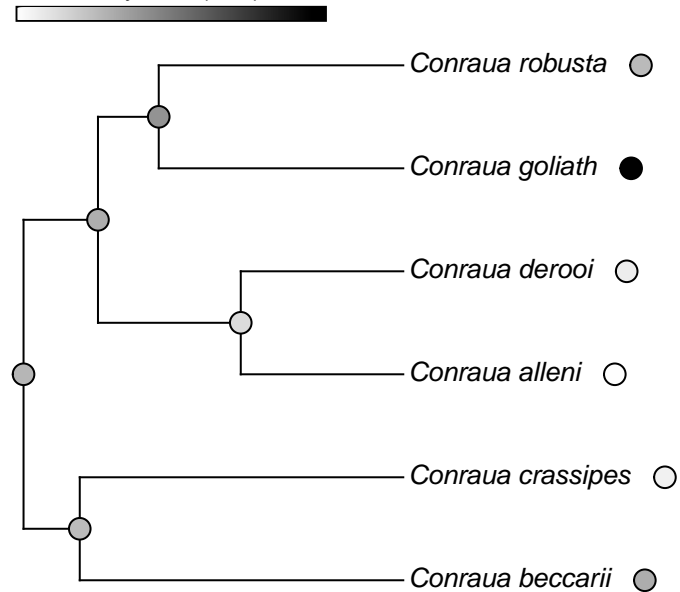 Conraua robusta
Conraua goliath
Conraua derooi
Conraua alleni
Conraua crassipes
Conraua beccarii